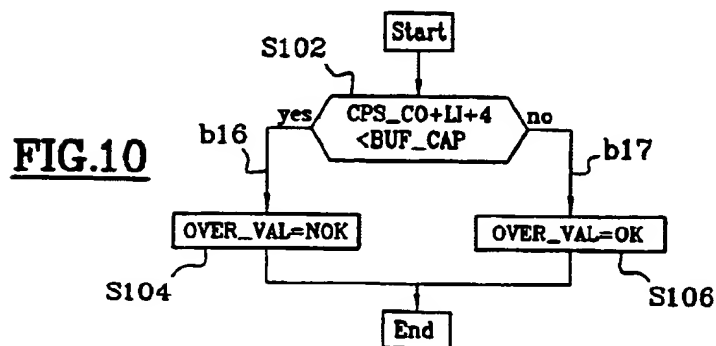 Start
S102
CPS_CO+LI+4
<BUF_CAP
yes
no
b16
b17
FIG.10
OVER_VAL=NOK
OVER_VAL=OK
S104
S106
End